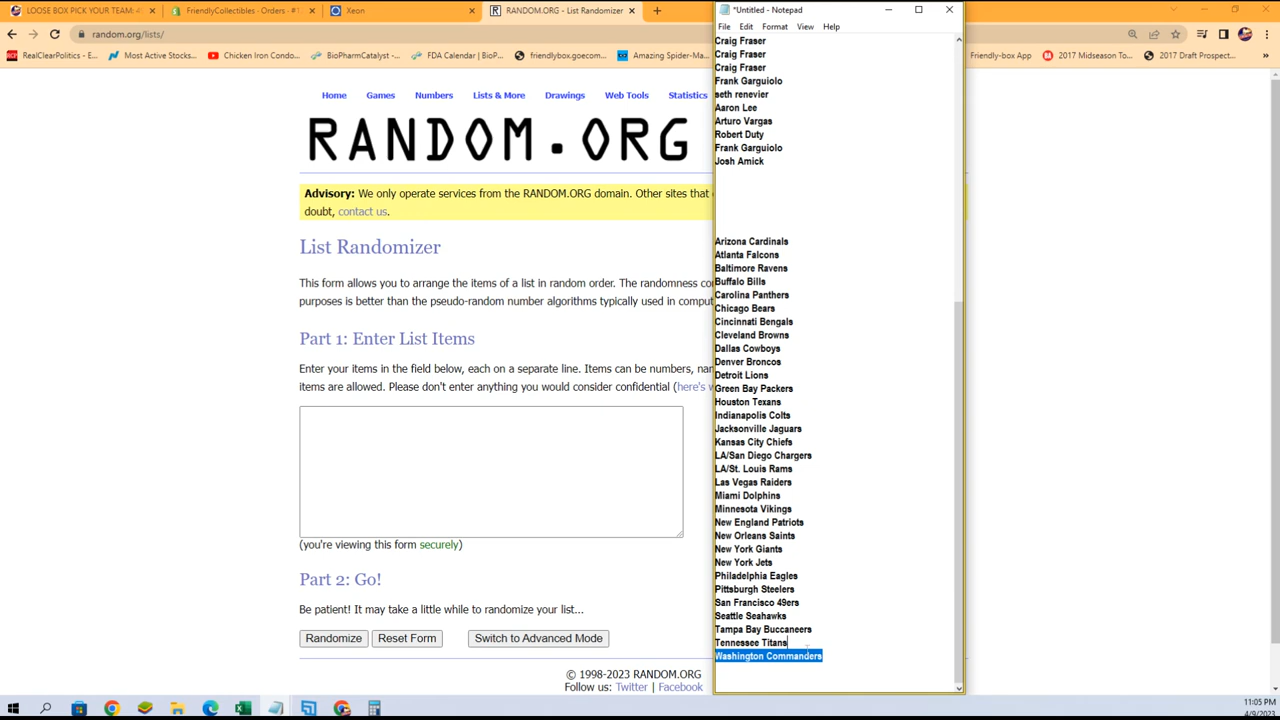 LOOSE BOX PICK YOUR TEAM: 4
FriendlyCollectibles · Orders · #1
Xeon
RANDOM.ORG - List Randomizer
random.org/lists/
RealClearPolitics - E...
Most Active Stocks...
Chicken Iron Condo...
BioPharmCatalyst -...
FDA Calendar | BioP...
friendlybox.goecom...
Amazing Spider-Ma
endly-box App
2017 Midseason To...
2017 Draft Prospect...
Home
Games
Numbers
Lists & More
Drawings
Web Tools
Statistics
RANDOM.ORG
Advisory: We only operate services from the RANDOM.ORG domain. Other sites that
doubt, contact us.
List Randomizer
This form allows you to arrange the items of a list in random order. The randomness co
purposes is better than the pseudo-random number algorithms typically used in comput
Part 1: Enter List Items
Enter your items in the field below, each on a separate line. Items can be numbers, nam
items are allowed. Please don't enter anything you would consider confidential (here's w
(you're viewing this form securely)
Part 2: Go!
Be patient! It may take a little while to randomize your list...
Randomize
Reset Form
Switch to Advanced Mode
© 1998-2023 RANDOM.ORG
Follow us: Twitter | Facebook
*Untitled - Notepad
File Edit Format View Help
Craig Fraser
Craig Fraser
Craig Fraser
Frank Garguiolo
seth renevier
Aaron Lee
Arturo Vargas
Robert Duty
Frank Garguiolo
Josh Amick
Arizona Cardinals
Atlanta Falcons
Baltimore Ravens
Buffalo Bills
Carolina Panthers
Chicago Bears
Cincinnati Bengals
Cleveland Browns
Dallas Cowboys
Denver Broncos
Detroit Lions
Green Bay Packers
Houston Texans
Indianapolis Colts
Jacksonville Jaguars
Kansas City Chiefs
LA/San Diego Chargers
LA/St. Louis Rams
Las Vegas Raiders
Miami Dolphins
Minnesota Vikings
New England Patriots
New Orleans Saints
New York Giants
New York Jets
Philadelphia Eagles
Pittsburgh Steelers
San Francisco 49ers
Seattle Seahawks
Tampa Bay Buccaneers
Tennessee Titans
Washington Commanders
11:05 PM
4/9/2023